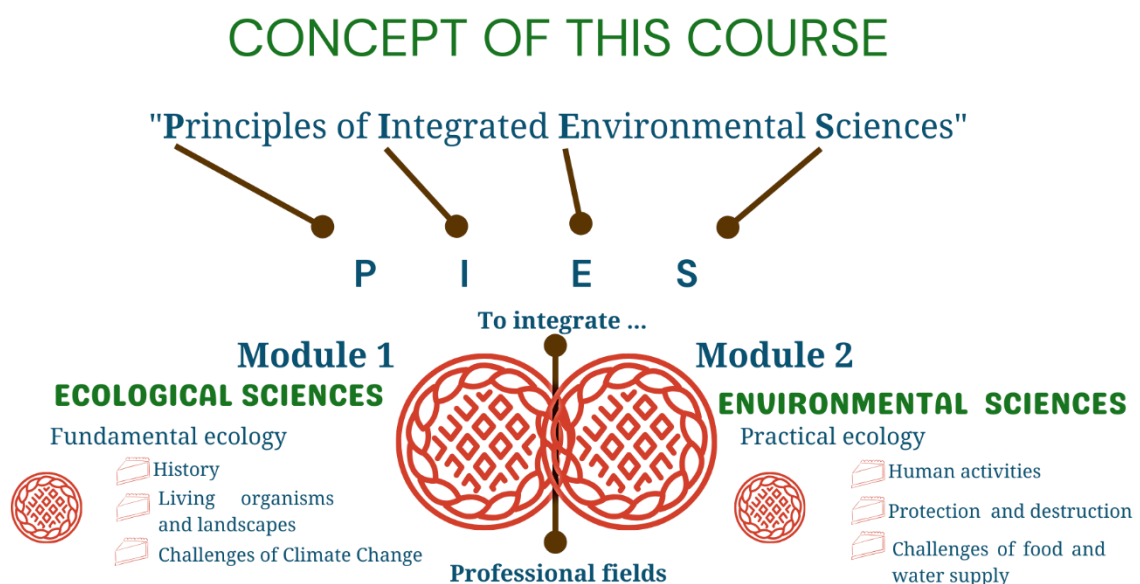 CONCEPT OF THIS COURSE
"Principles of Integrated Environmental Sciences"
P I E S
To integrate ...
Module 1
ECOLOGICAL SCIENCES
Fundamental ecology
History
Living organisms
and landscapes
Challenges of Climate Change
Module 2
ENVIRONMENTAL SCIENCES
Practical ecology
Human activities
Protection and destruction
Challenges of food and
water supply
Professional fields